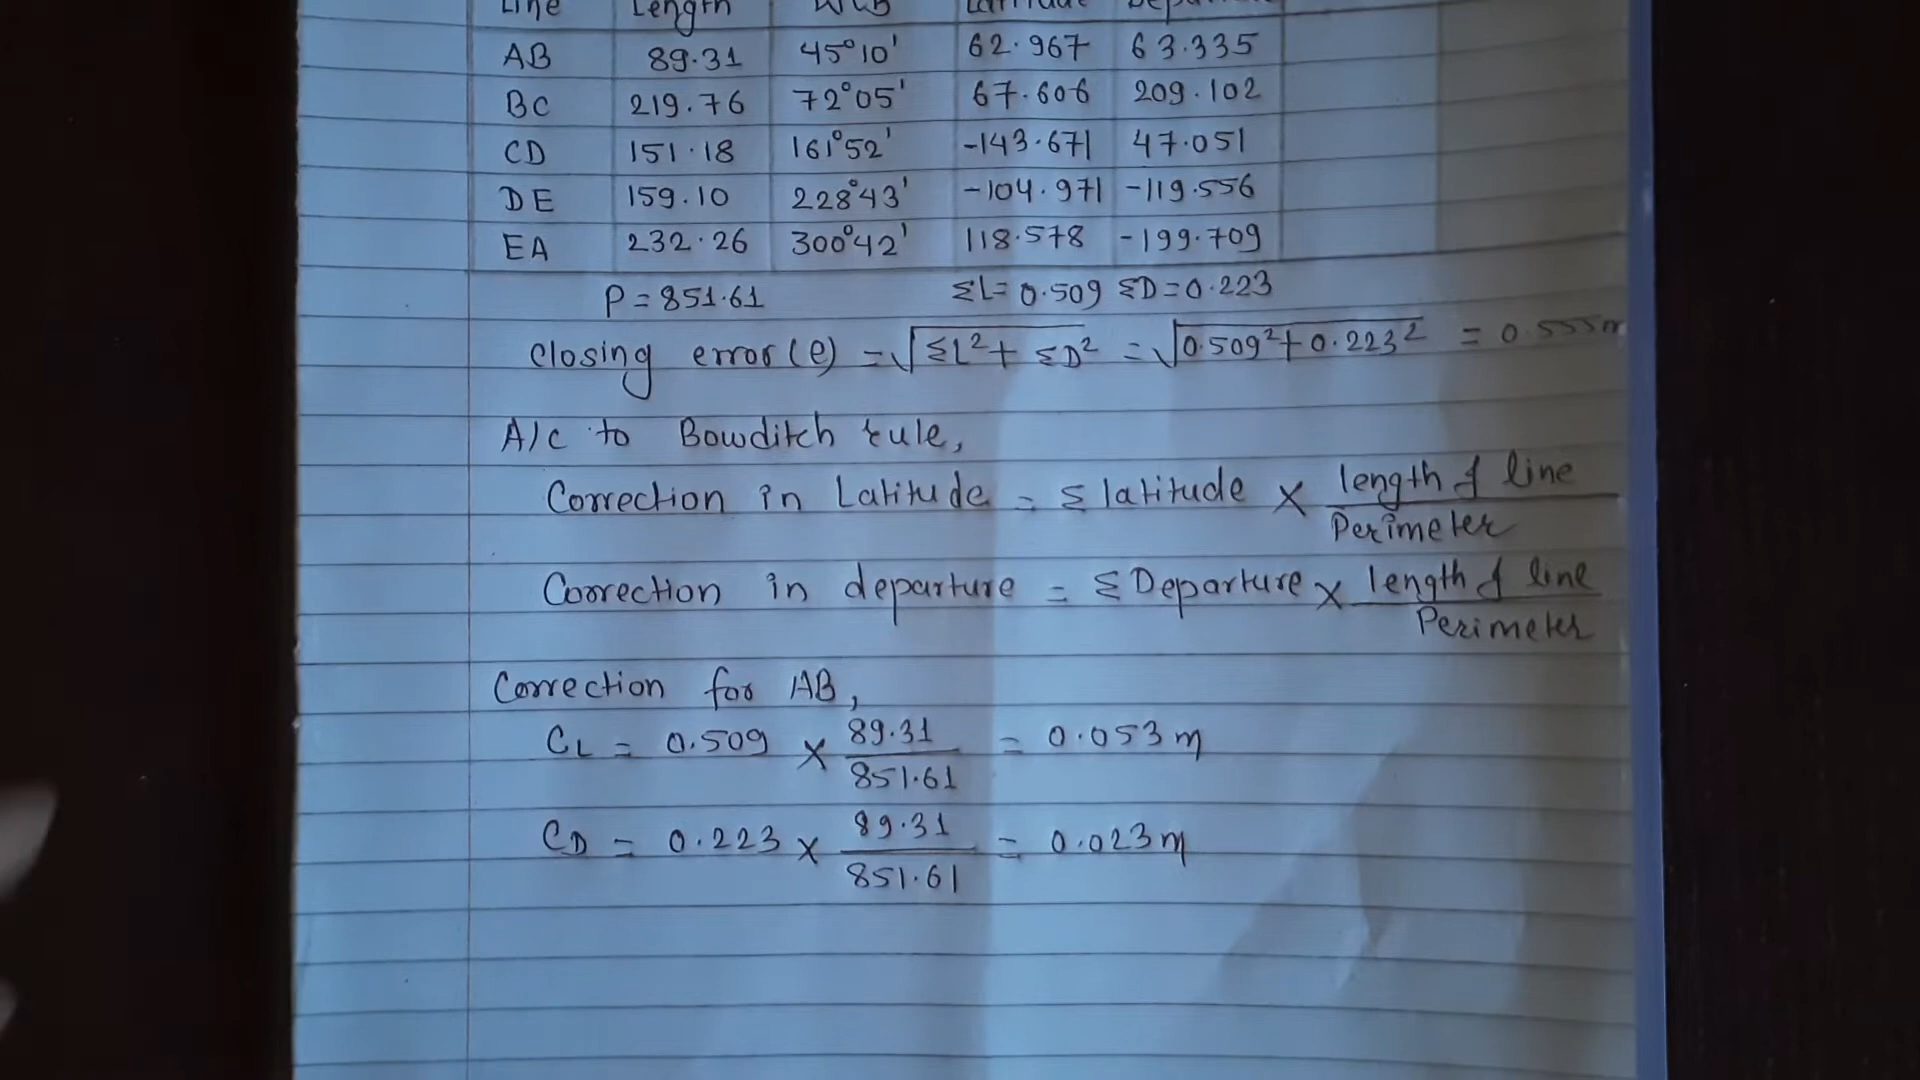 Line Length WCB Latitude
AB 89.31 45°10' 62.967 63.335
BC 219.76 72°05' 67.606 209.102
CD 151.18 161°52' -143.671 47.051
DE 159.10 228°43' -104.971 -119.556
EA 232.26 300°42' 118.578 -199.709
P = 851.61 ΣL= 0.509 ΣD=0.223
Closing error(e) = √ΣL²+ ΣD² = √0.509²+0.223² = 0.555m
A/c to Bowditch rule,
Correction in Latitude = Σ latitude × length of line / Perimeter
Correction in departure = Σ Departure × length of line / Perimeter
Correction for AB,
CL = 0.509 × 89.31 / 851.61 = 0.053 m
CD = 0.223 × 89.31 / 851.61 = 0.023 m